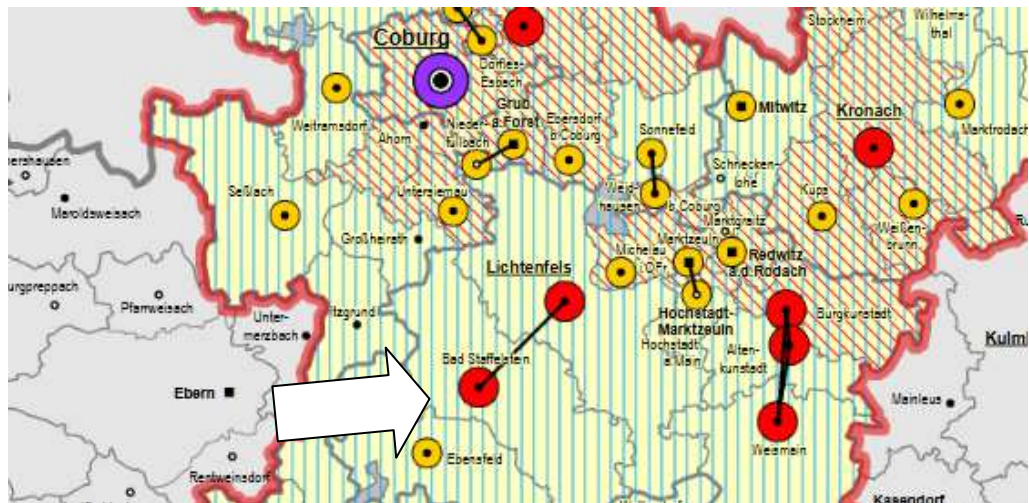 Stockheim
Wilhelms-
thal
Coburg
Dörfles-
Esbach
Grub
a.Forst
Ebersdorf
b.Coburg
Mitwitz
Kronach
Weitramsdorf
Ahorn
Nieder-
füllbach
Sonnefeld
Marktrodach
Schnecken-
lohe
Maroldsweisach
Seßlach
Untersiemau
Weid-
hausen
b.Coburg
Küps
Weißen-
brunn
Marktgraitz
Großheirath
Michelau
i.OFr.
Marktzeuln
Redwitz
a.d.Rodach
Lichtenfels
Pfarrweisach
Hochstadt-
Marktzeuln
Hochstadt
a.Main
Burgkunstadt
Unter-
merzbach
Itzgrund
Alten-
kunstadt
Bad Staffelstein
Ebern
Mainleus
Weismain
Ebensfeld
Rentweinsdorf
Kasendorf